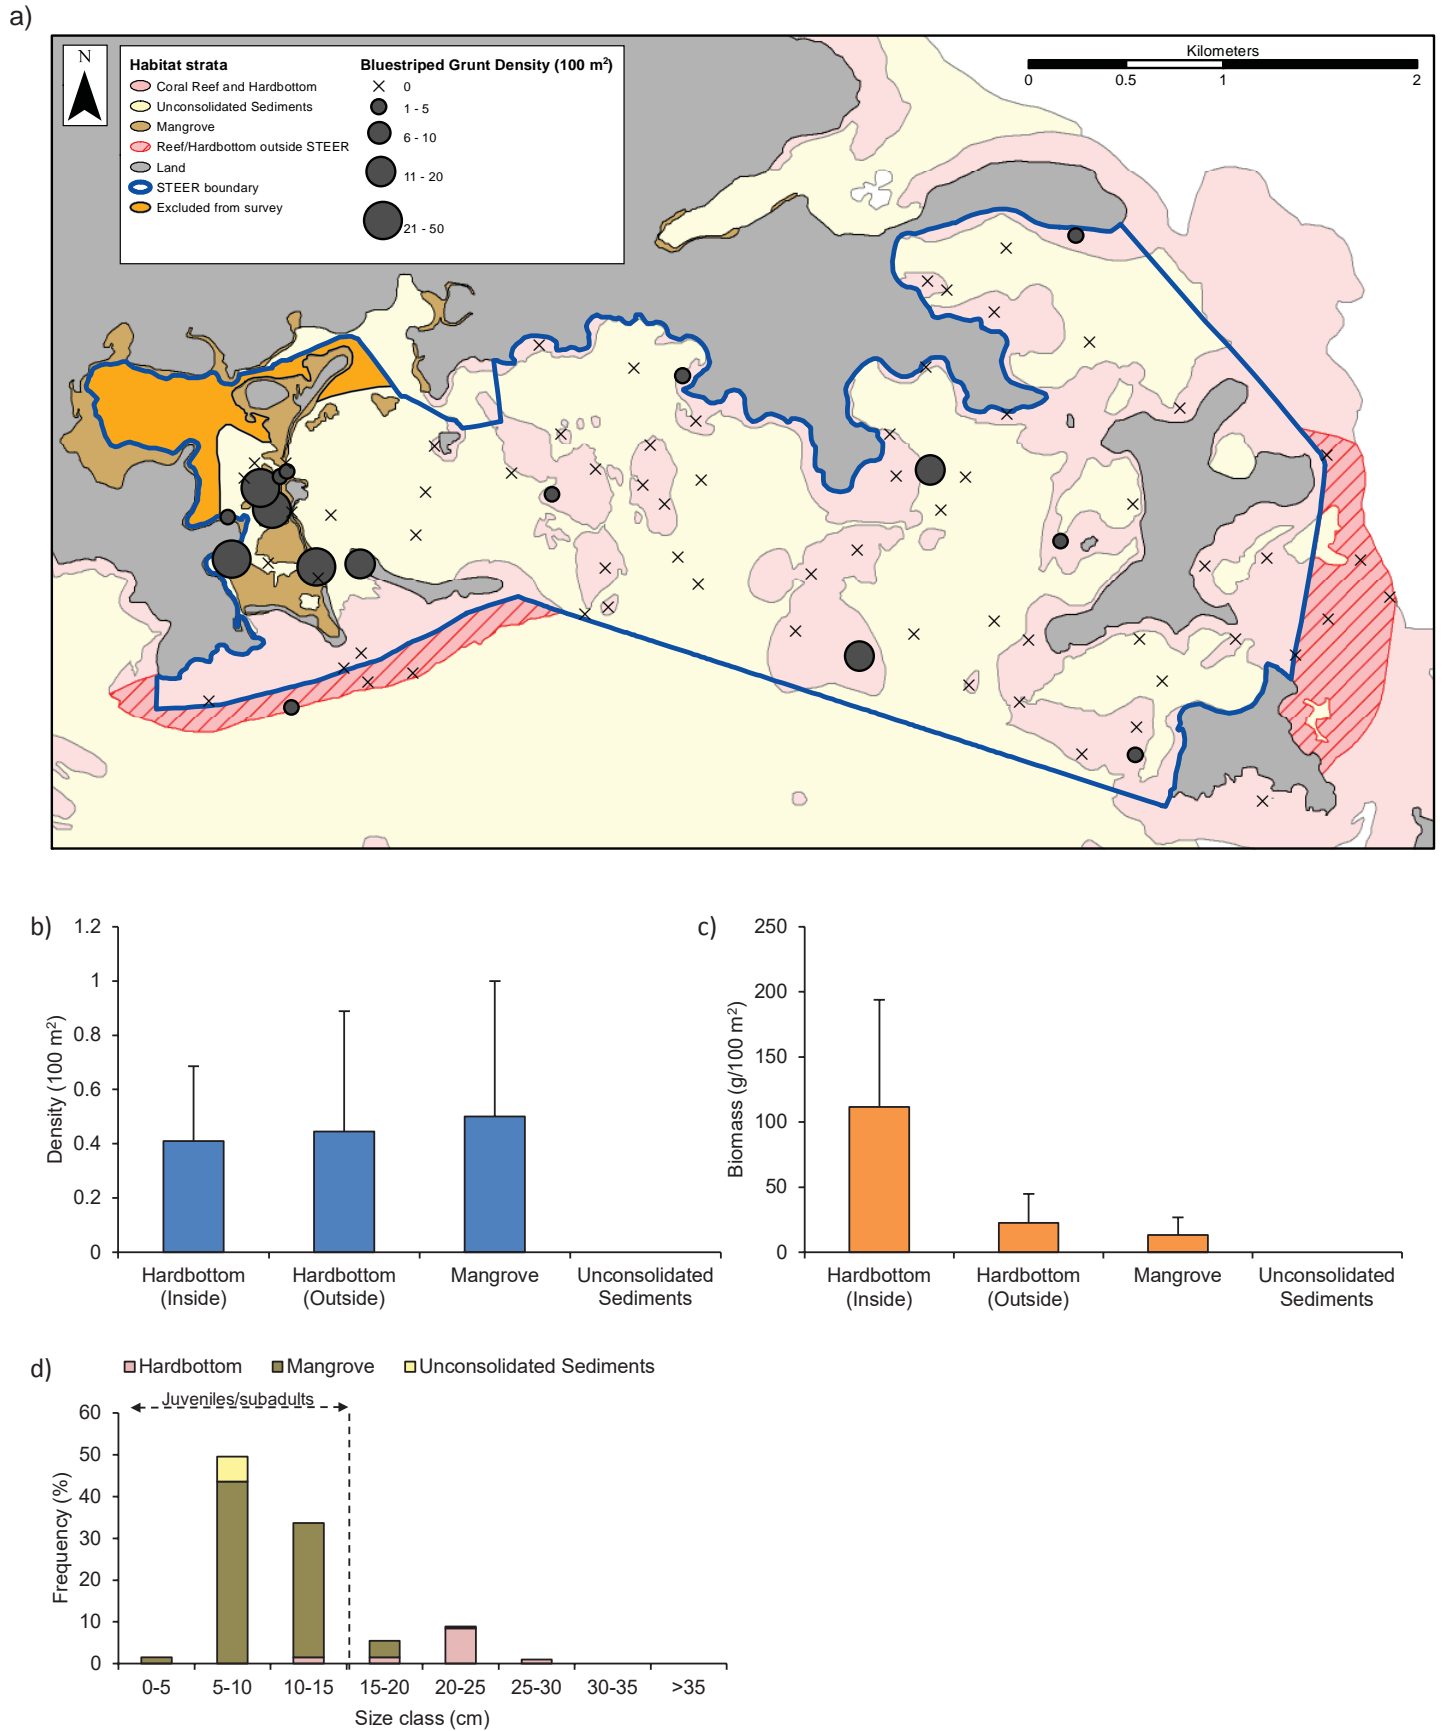 a)
N
Habitat strata
Coral Reef and Hardbottom
Unconsolidated Sediments
Mangrove
Reef/Hardbottom outside STEER
Land
STEER boundary
Excluded from survey
Bluestriped Grunt Density (100 m²)
0
1 - 5
6 - 10
11 - 20
21 - 50
Kilometers
0 0.5 1 2
b)
Density (100 m²)
1.2
1
0.8
0.6
0.4
0.2
0
Hardbottom (Inside)
Hardbottom (Outside)
Mangrove
Unconsolidated Sediments
c)
Biomass (g/100 m²)
250
200
150
100
50
0
Hardbottom (Inside)
Hardbottom (Outside)
Mangrove
Unconsolidated Sediments
d)
Hardbottom Mangrove Unconsolidated Sediments
Juveniles/subadults
Frequency (%)
60
50
40
30
20
10
0
0-5 5-10 10-15 15-20 20-25 25-30 30-35 >35
Size class (cm)